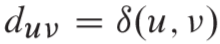 d_{uv} = δ(u, v)